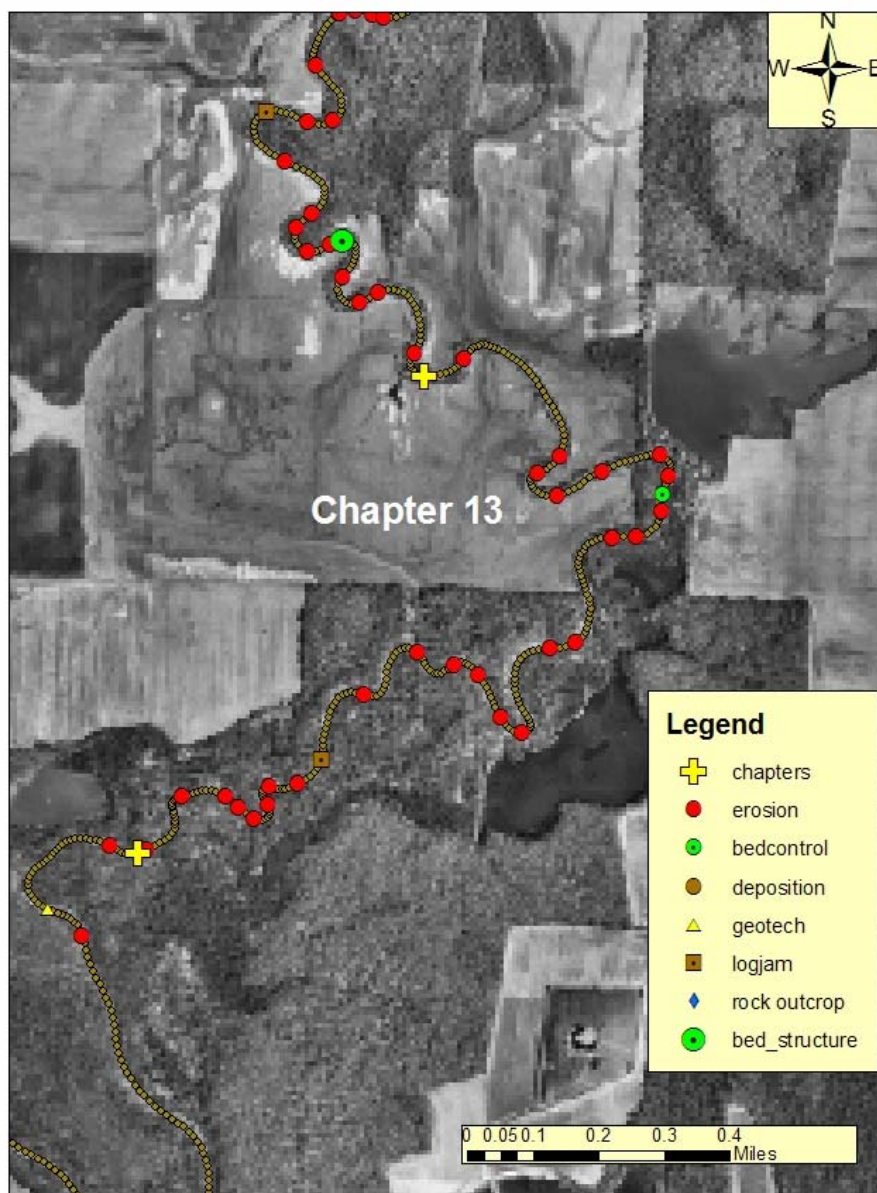 N
W E
S
Chapter 13
Legend
chapters
erosion
bedcontrol
deposition
geotech
logjam
rock outcrop
bed_structure
0 0.05 0.1 0.2 0.3 0.4
Miles